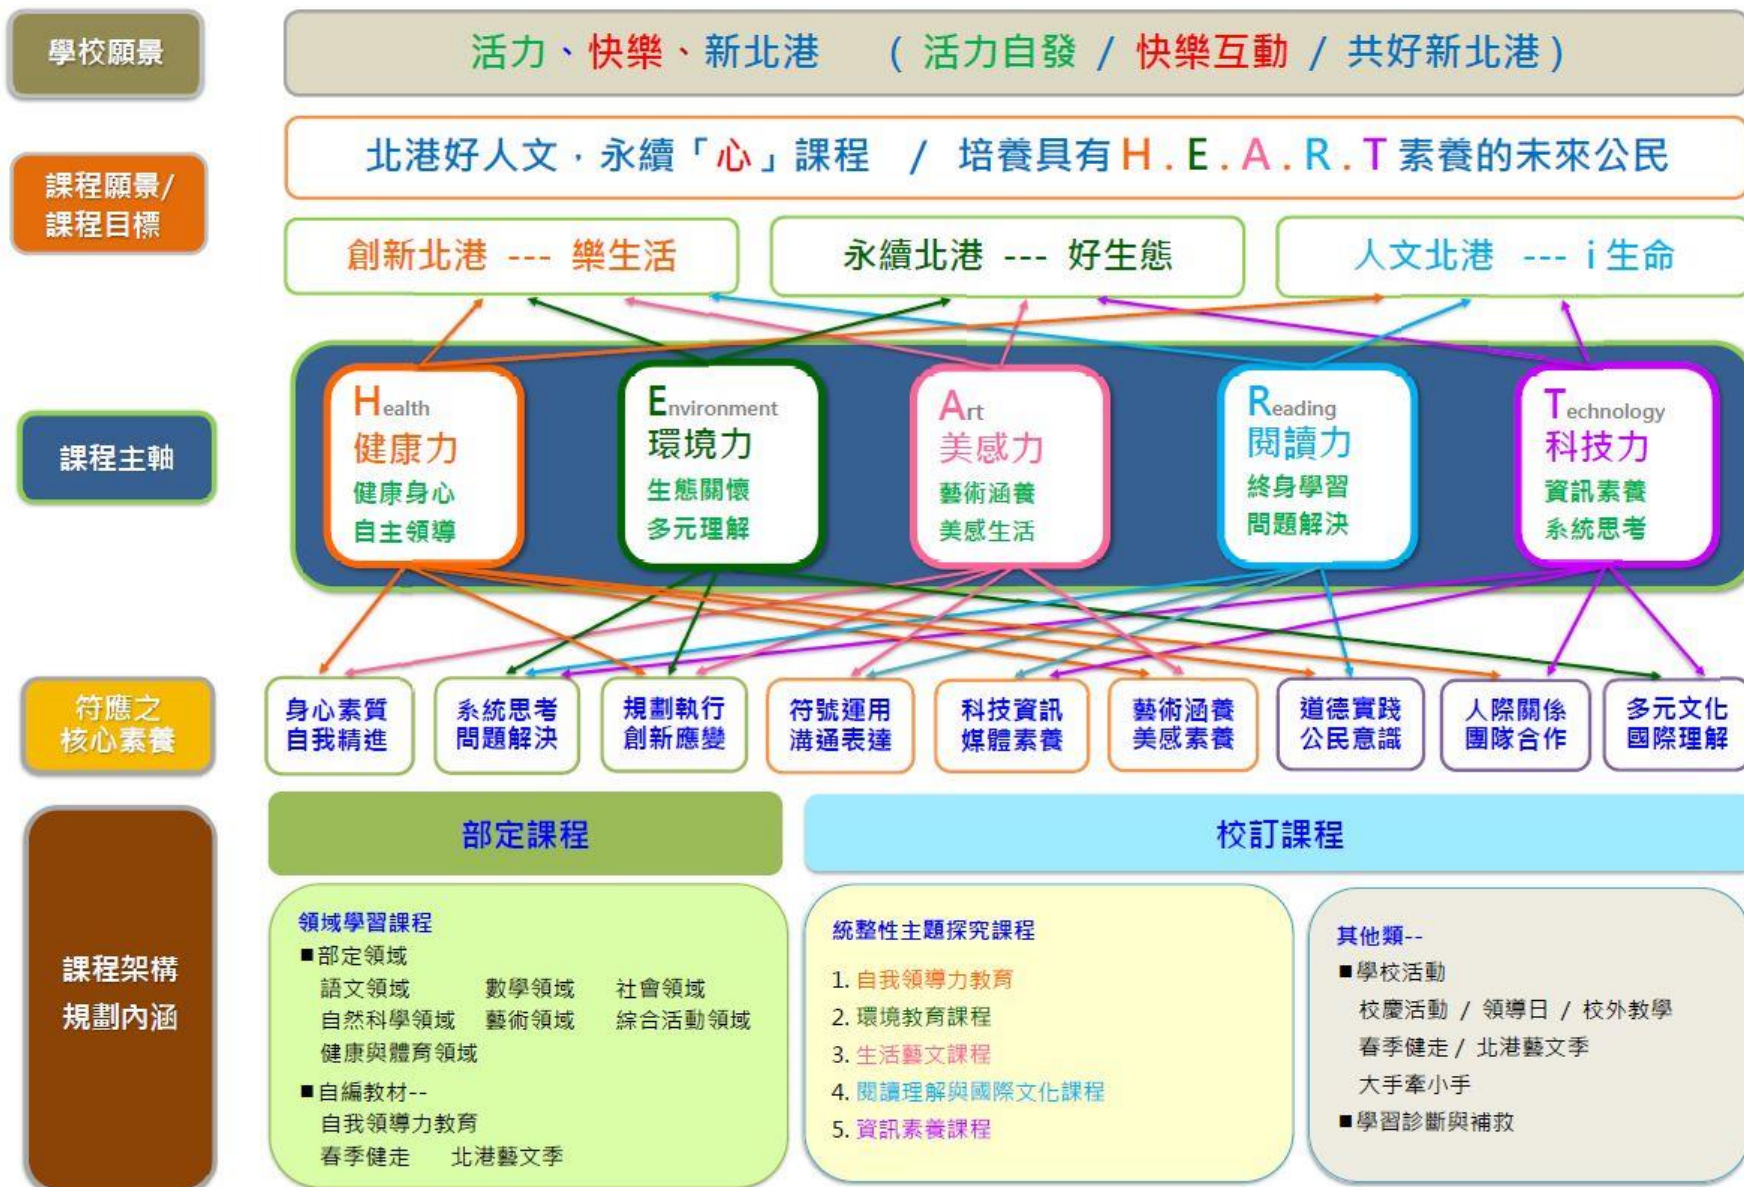 學校願景
活力、快樂、新北港 (活力自發 / 快樂互動 / 共好新北港)
課程願景/
課程目標
北港好人文，永續「心」課程 / 培養具有H.E.A.R.T素養的未來公民
創新北港 --- 樂生活
永續北港 --- 好生態
人文北港 --- i生命
課程主軸
Health
健康力
健康身心
自主領導
Environment
環境力
生態關懷
多元理解
Art
美感力
藝術涵養
美感生活
Reading
閱讀力
終身學習
問題解決
Technology
科技力
資訊素養
系統思考
符應之
核心素養
身心素質
自我精進
系統思考
問題解決
規劃執行
創新應變
符號運用
溝通表達
科技資訊
媒體素養
藝術涵養
美感素養
道德實踐
公民意識
人際關係
團隊合作
多元文化
國際理解
課程架構
規劃內涵
部定課程
領域學習課程
■部定領域
語文領域 數學領域 社會領域
自然科學領域 藝術領域 綜合活動領域
健康與體育領域
■自編教材--
自我領導力教育
春季健走 北港藝文季
校訂課程
統整性主題探究課程
1. 自我領導力教育
2. 環境教育課程
3. 生活藝文課程
4. 閱讀理解與國際文化課程
5. 資訊素養課程
其他類--
■學校活動
校慶活動 / 領導日 / 校外教學
春季健走 / 北港藝文季
大手牽小手
■學習診斷與補救